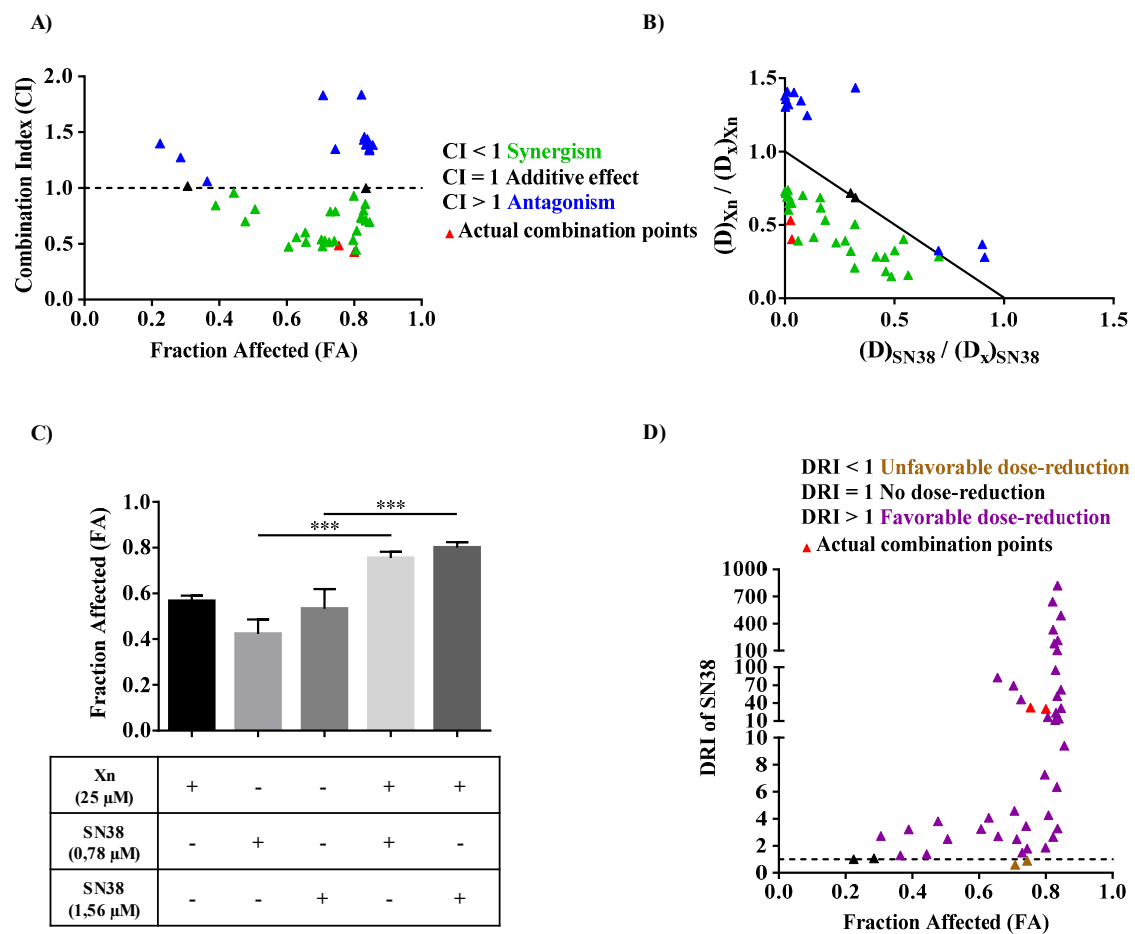 A)
Combination Index (CI)
2.0
1.5
1.0
0.5
0.0
0.0 0.2 0.4 0.6 0.8 1.0
Fraction Affected (FA)
CI < 1 Synergism
CI = 1 Additive effect
CI > 1 Antagonism
Actual combination points
B)
(D)Xn / (Dx)Xn
1.5
1.0
0.5
0.0
0.0 0.5 1.0 1.5
(D)SN38 / (Dx)SN38
C)
Fraction Affected (FA)
1.0
0.8
0.6
0.4
0.2
0.0
***
***
Xn
(25 µM)
+ - - + +
SN38
(0,78 µM)
- + - + -
SN38
(1,56 µM)
- - + - +
D)
DRI < 1 Unfavorable dose-reduction
DRI = 1 No dose-reduction
DRI > 1 Favorable dose-reduction
Actual combination points
DRI of SN38
1000
700
400
100
100
70
40
10
10
8
6
4
2
0
0.0 0.2 0.4 0.6 0.8 1.0
Fraction Affected (FA)